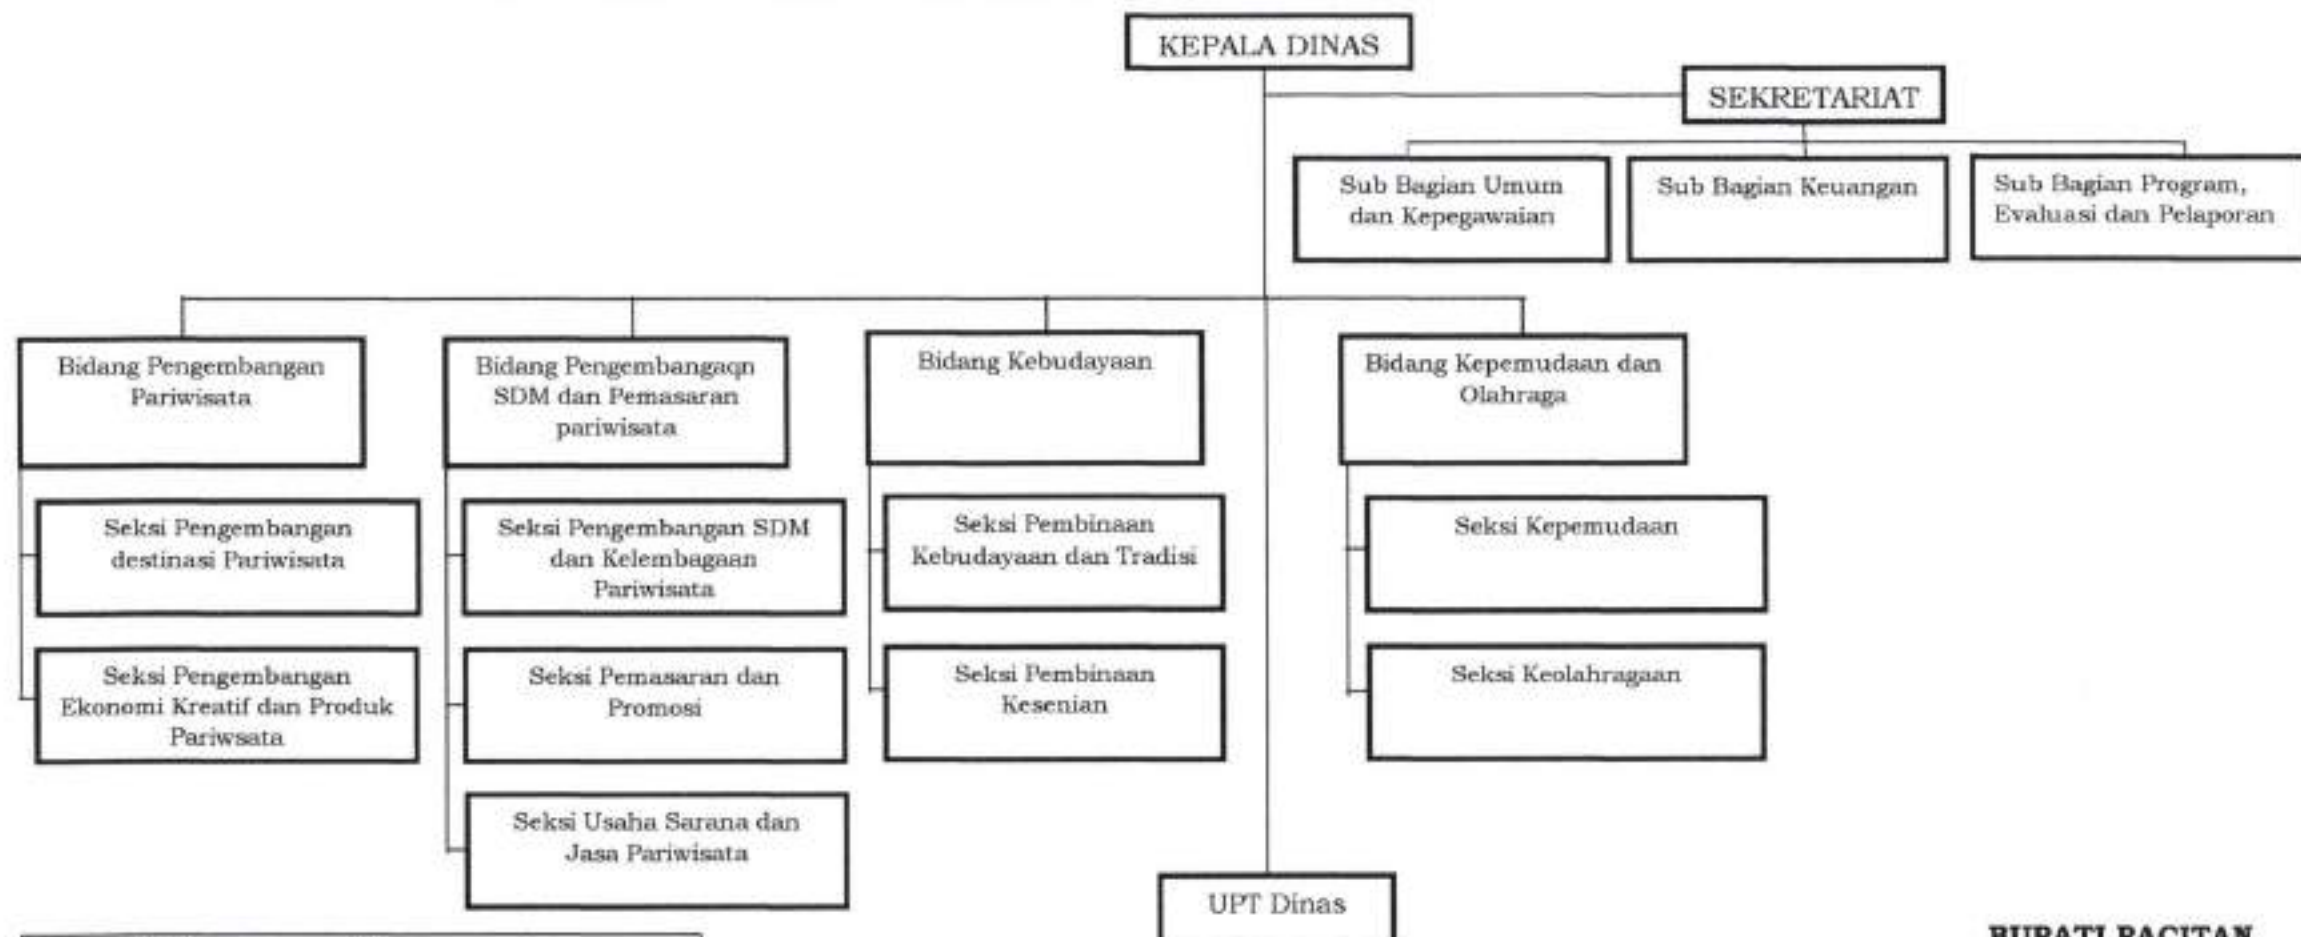 KEPALA DINAS
SEKRETARIAT
Sub Bagian Umum
dan Kepegawaian
Sub Bagian Keuangan
Sub Bagian Program,
Evaluasi dan Pelaporan
Bidang Pengembangan
Pariwisata
Bidang Pengembangaqn
SDM dan Pemasaran
pariwisata
Bidang Kebudayaan
Bidang Kepemudaan dan
Olahraga
Seksi Pengembangan
destinasi Pariwisata
Seksi Pengembangan SDM
dan Kelembagaan
Pariwisata
Seksi Pembinaan
Kebudayaan dan Tradisi
Seksi Kepemudaan
Seksi Pengembangan
Ekonomi Kreatif dan Produk
Pariwsata
Seksi Pemasaran dan
Promosi
Seksi Pembinaan
Kesenian
Seksi Keolahragaan
Seksi Usaha Sarana dan
Jasa Pariwisata
UPT Dinas
BUPATI PACITAN